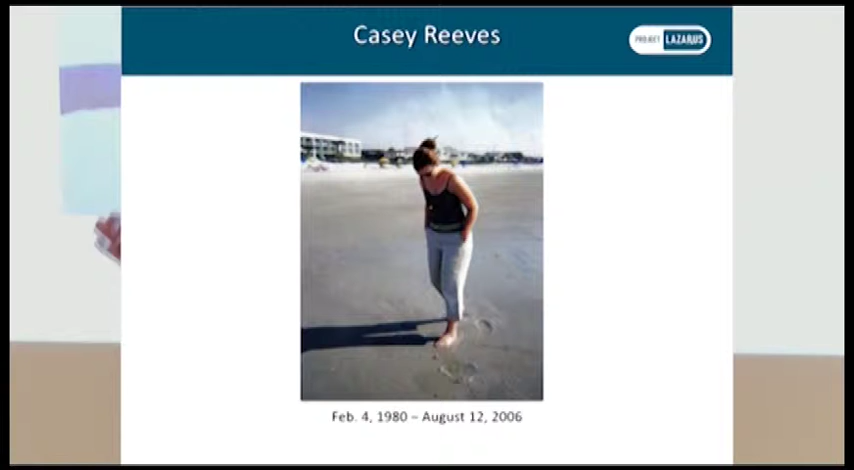 Casey Reeves
PROJECT LAZARUS
Feb. 4, 1980 – August 12, 2006